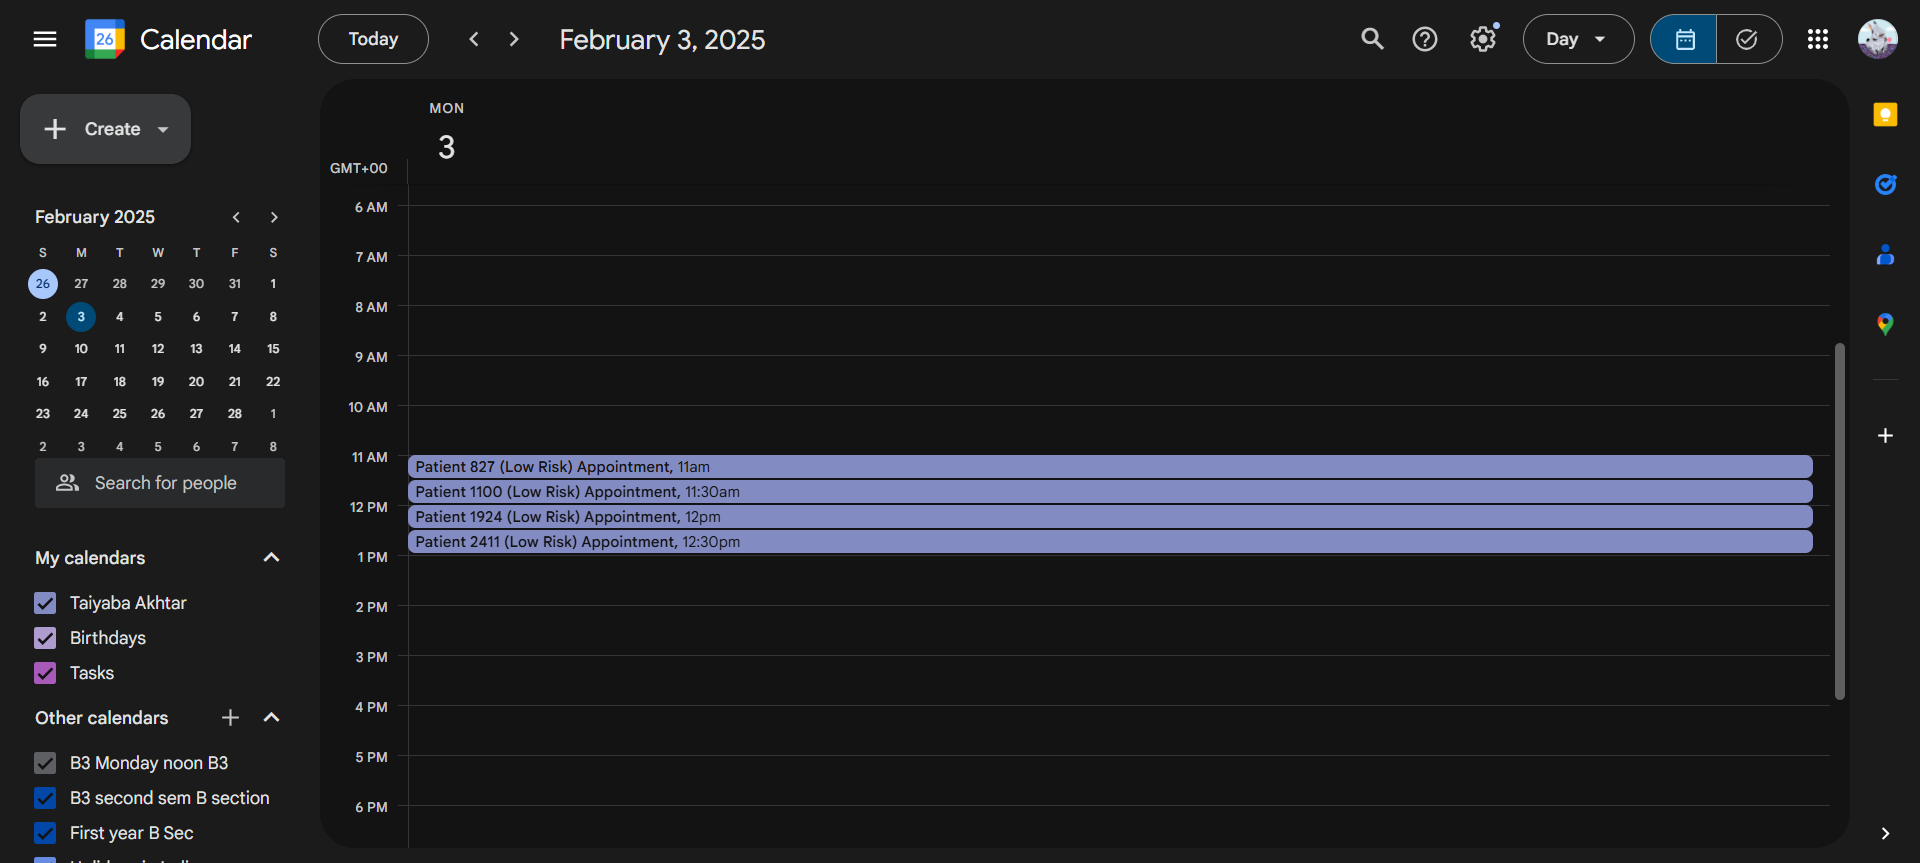 26 Calendar
Today
February 3, 2025
Day
Create
February 2025
S M T W T F S
26 27 28 29 30 31 1
2 3 4 5 6 7 8
9 10 11 12 13 14 15
16 17 18 19 20 21 22
23 24 25 26 27 28 1
2 3 4 5 6 7 8
Search for people
My calendars
Taiyaba Akhtar
Birthdays
Tasks
Other calendars
B3 Monday noon B3
B3 second sem B section
First year B Sec
MON
3
GMT+00
6 AM
7 AM
8 AM
9 AM
10 AM
11 AM
Patient 827 (Low Risk) Appointment, 11am
Patient 1100 (Low Risk) Appointment, 11:30am
12 PM
Patient 1924 (Low Risk) Appointment, 12pm
Patient 2411 (Low Risk) Appointment, 12:30pm
1 PM
2 PM
3 PM
4 PM
5 PM
6 PM